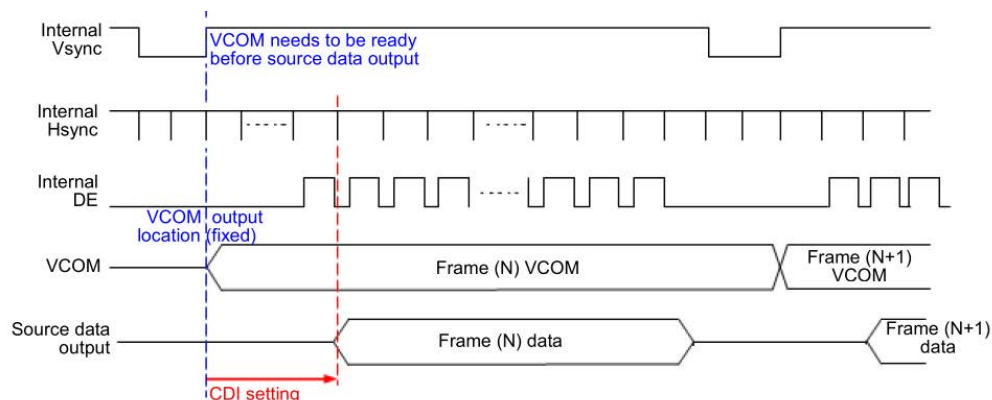 Internal
Vsync
VCOM needs to be ready
before source data output
Internal
Hsync
Internal
DE
VCOM output
location (fixed)
VCOM
Frame (N) VCOM
Frame (N+1)
VCOM
Source data
output
Frame (N) data
Frame (N+1)
data
CDI setting